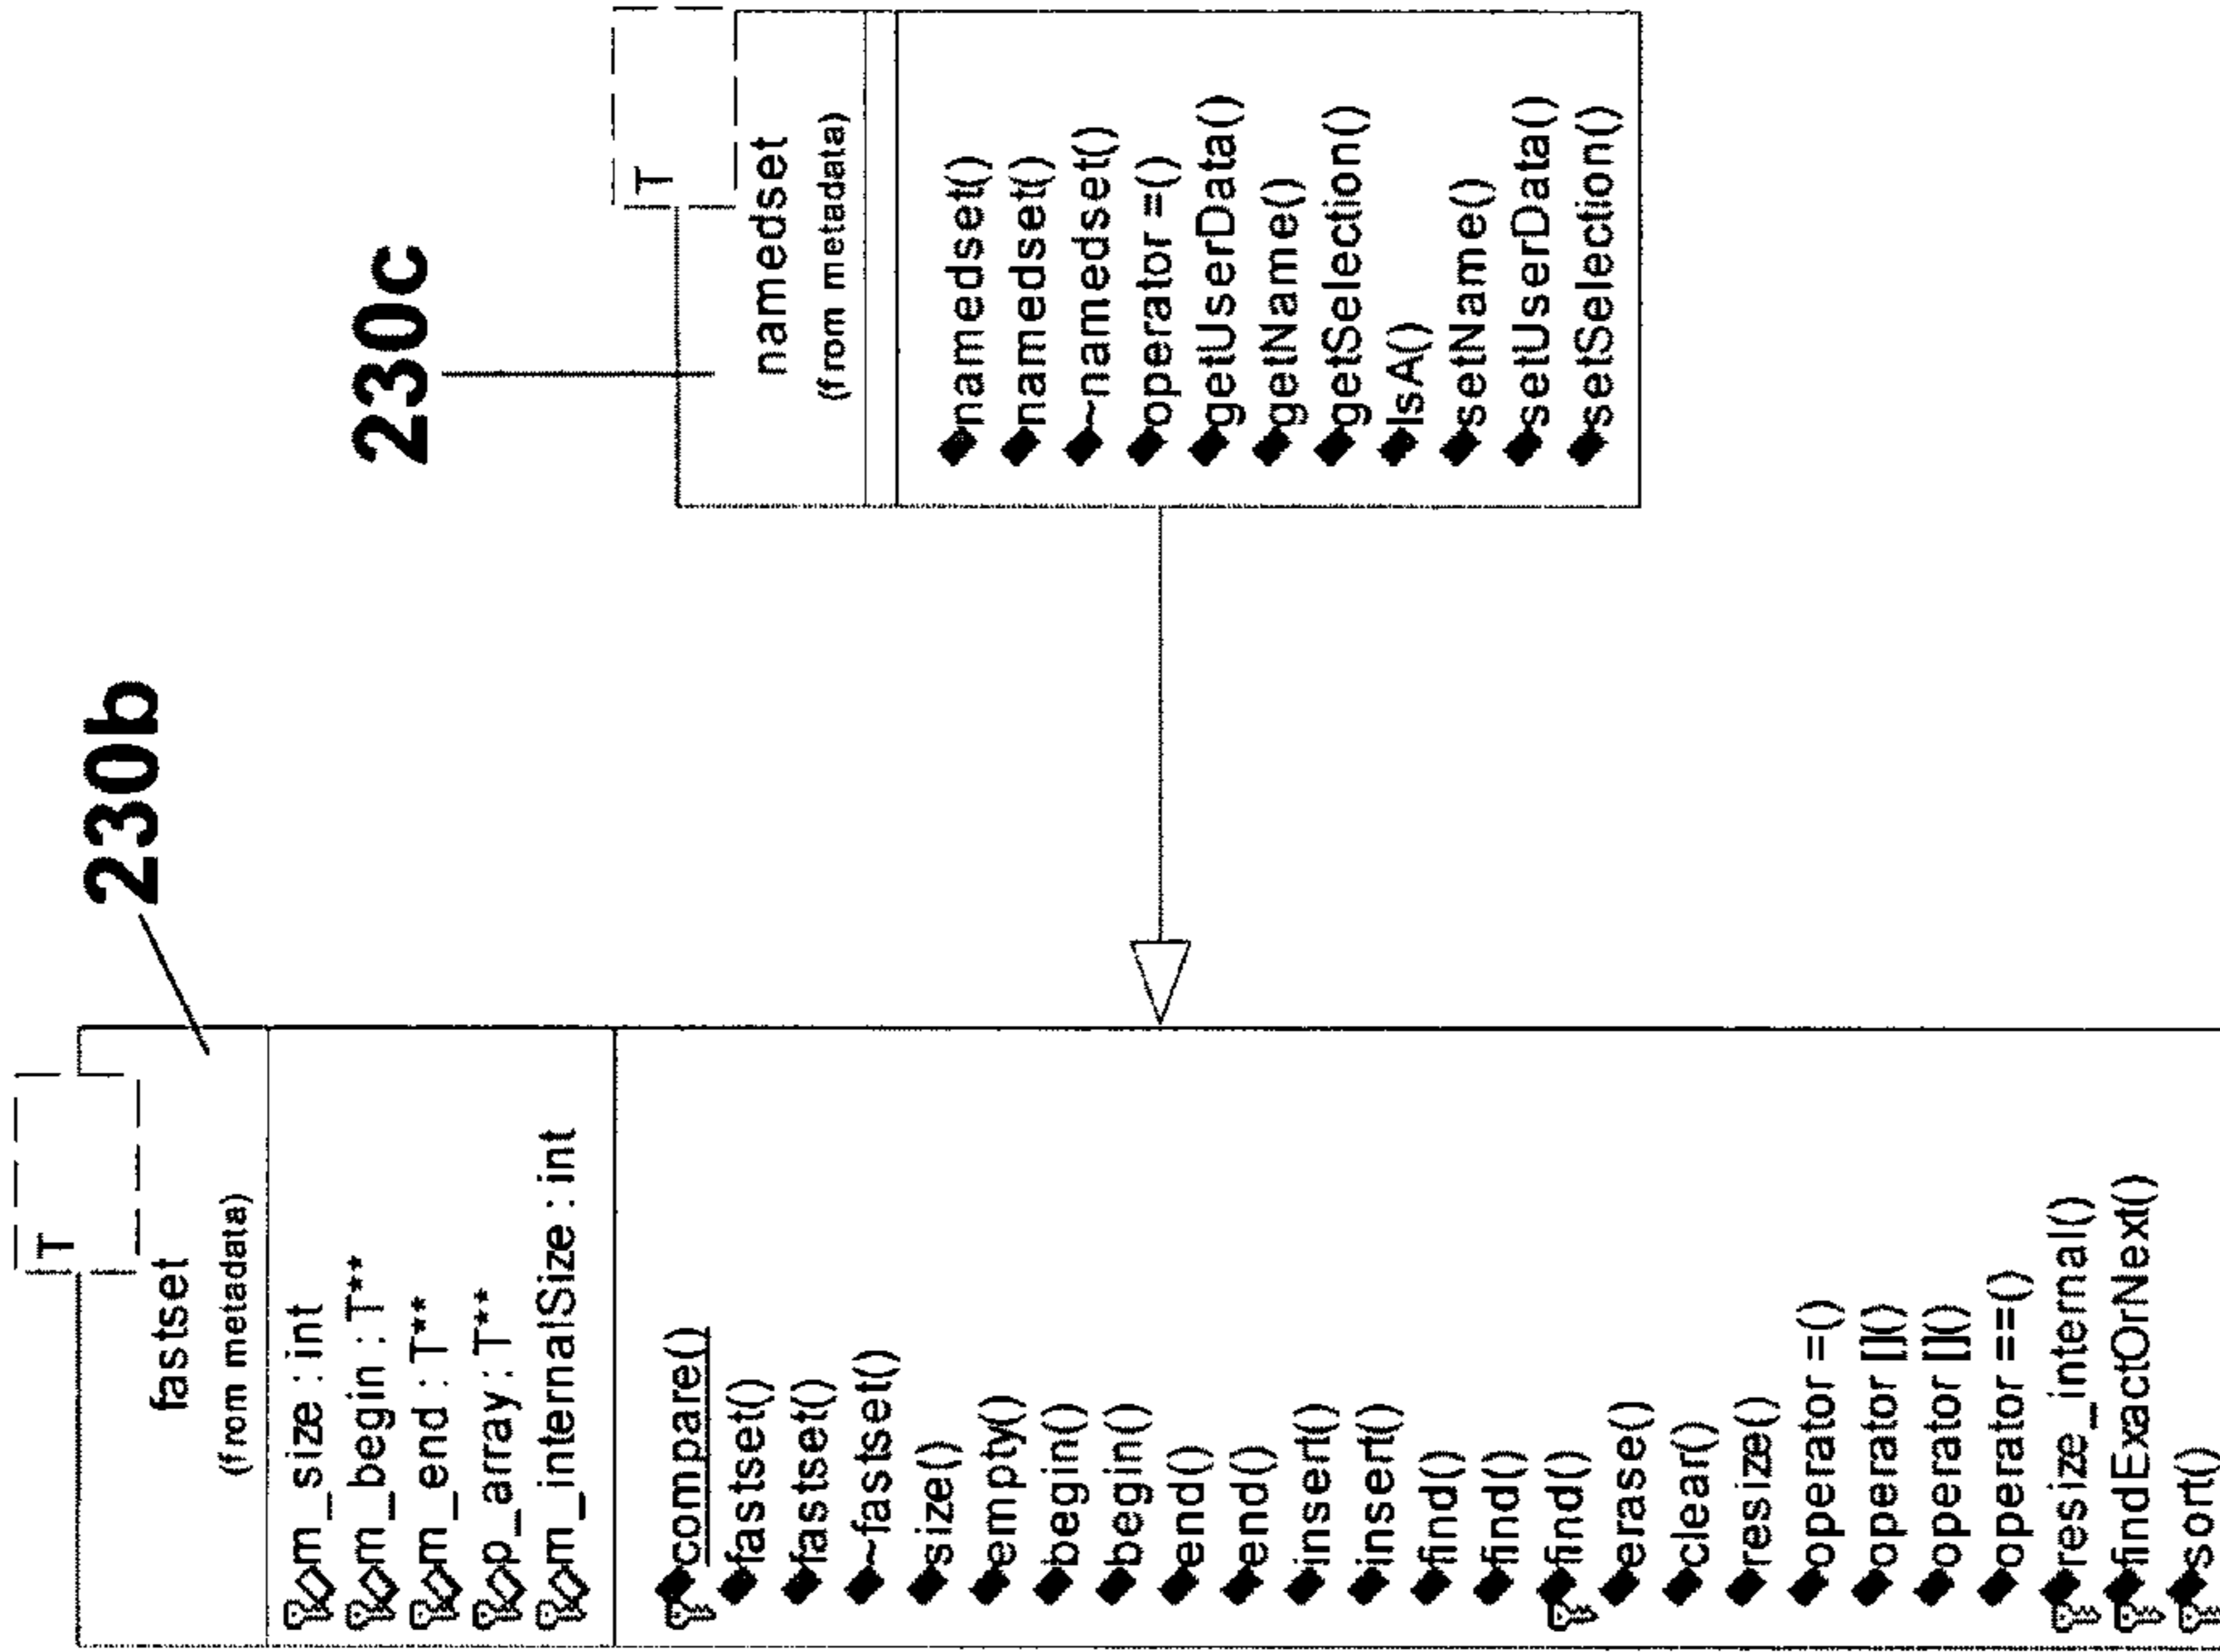 230b
T
fastset
(from metadata)
m_size : int
m_begin : T**
m_end : T**
p_array : T**
m_internalSize : int
compare()
fastset()
fastset()
~fastset()
size()
empty()
begin()
begin()
end()
end()
insert()
insert()
find()
find()
find()
erase()
clear()
resize()
operator =()
operator []()
operator []()
operator ==()
resize_internal()
findExactOrNext()
sort()
230c
T
namedset
(from metadata)
namedset()
namedset()
~namedset()
operator =()
getUserData()
getName()
getSelection()
IsA()
setName()
setUserData()
setSelection()